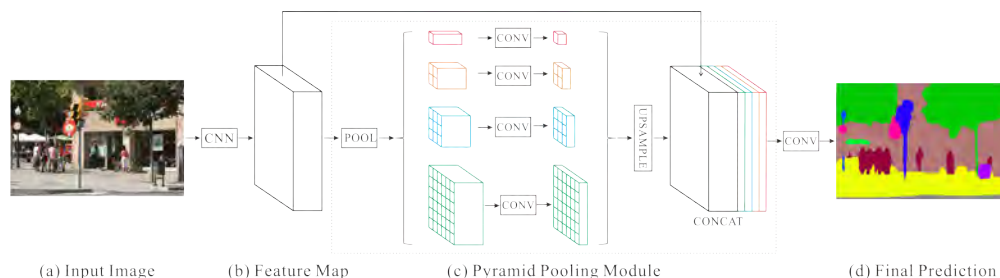 CONV
CONV
CNN
POOL
CONV
UPSAMPLE
CONV
CONV
CONCAT
(a) Input Image
(b) Feature Map
(c) Pyramid Pooling Module
(d) Final Prediction